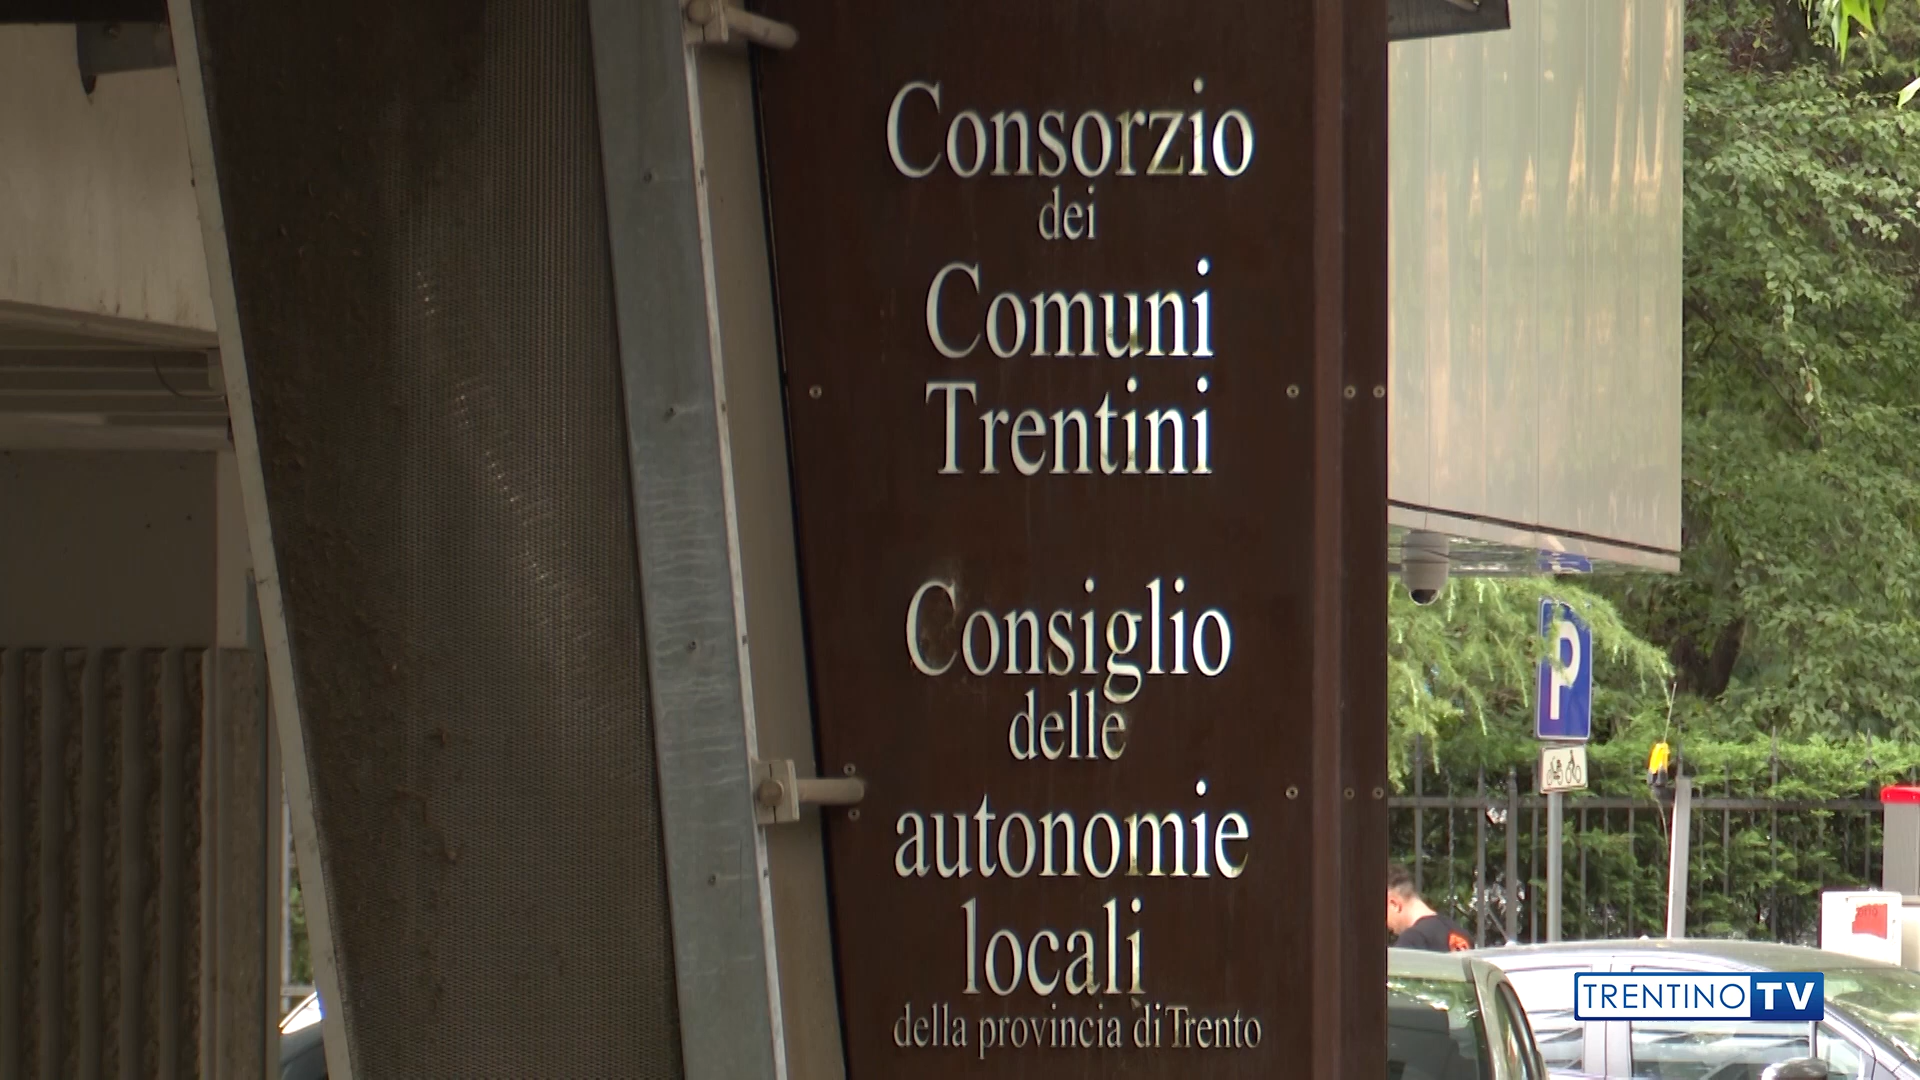 Consorzio
dei
Comuni
Trentini
Consiglio
delle
autonomie
locali
della provincia di Trento
P
TRENTINO TV